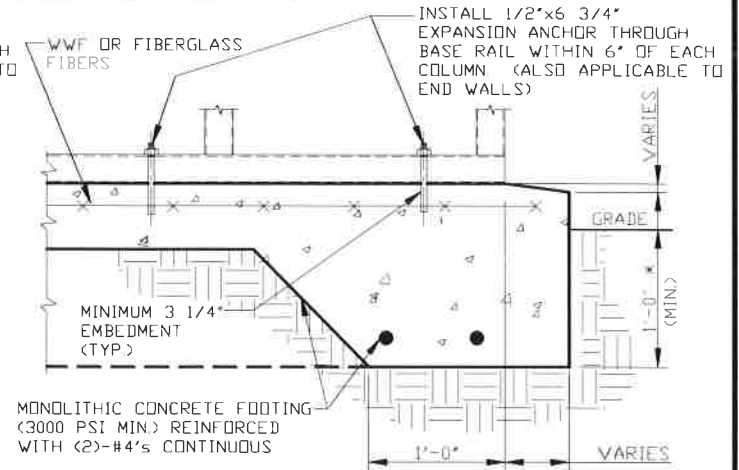 INSTALL 1/2"x6 3/4"
EXPANSION ANCHOR THROUGH
BASE RAIL WITHIN 6" OF EACH
COLUMN (ALSO APPLICABLE TO
END WALLS)
H
TO
WWF OR FIBERGLASS
FIBERS
VARIES
GRADE
1'-0" *
(MIN.)
MINIMUM 3 1/4"
EMBEDMENT
(TYP.)
MONOLITHIC CONCRETE FOOTING
(3000 PSI MIN.) REINFORCED
WITH (2)-#4's CONTINUOUS
1'-0"
VARIES